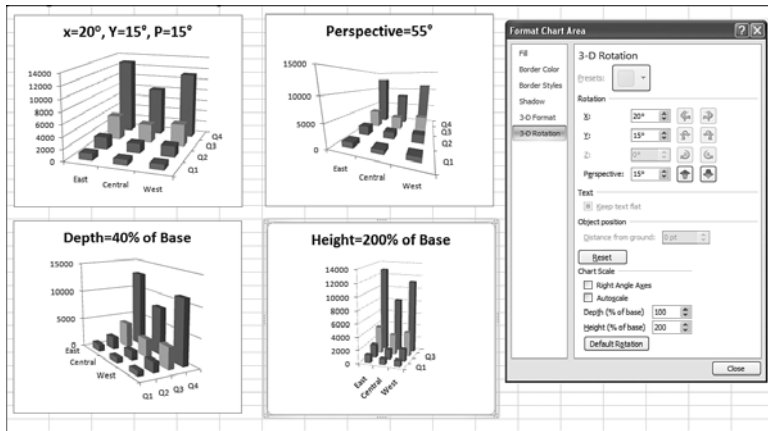 x=20°, Y=15°, P=15°
14000
12000
10000
8000
6000
4000
2000
0
East
Central
West
Q1
Q2
Q3
Q4
Perspective=55°
15000
10000
5000
0
East
Central
West
Q1
Q2
Q3
Q4
Depth=40% of Base
15000
10000
5000
0
East
Central
West
Q1 Q2 Q3 Q4
Height=200% of Base
14000
12000
10000
8000
6000
4000
2000
0
East
Central
West
Q1
Q3
Format Chart Area
Fill
Border Color
Border Styles
Shadow
3-D Format
3-D Rotation
3-D Rotation
Presets:
Rotation
X: 20°
Y: 15°
Z: 0°
Perspective: 15°
Text
Keep text flat
Object position
Distance from ground: 0 pt
Reset
Chart Scale
Right Angle Axes
Autoscale
Depth (% of base) 100
Height (% of base) 200
Default Rotation
Close